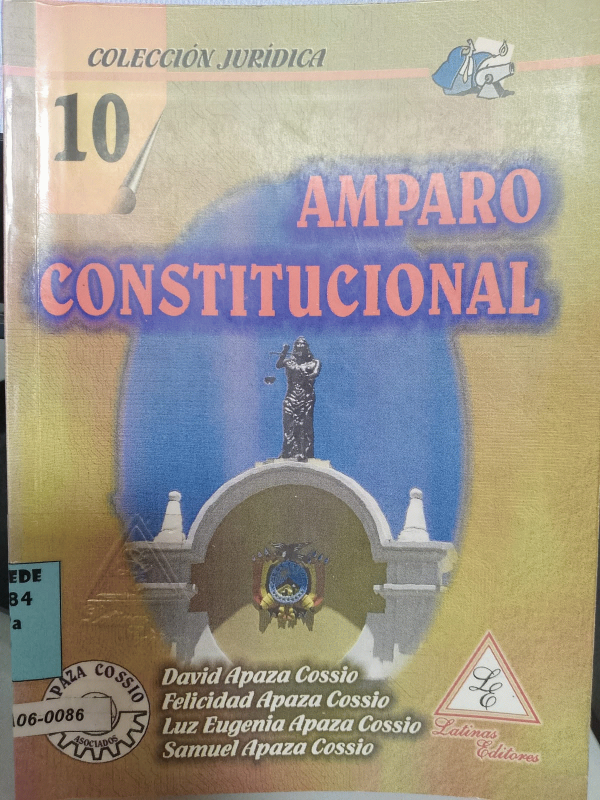 COLECCIÓN JURÍDICA
10
AMPARO
CONSTITUCIONAL
EDE
84
a
APAZA COSSIO
ASOCIADOS
A06-0086
David Apaza Cossio
Felicidad Apaza Cossio
Luz Eugenia Apaza Cossio
Samuel Apaza Cossio
LE
Latinas
Editores